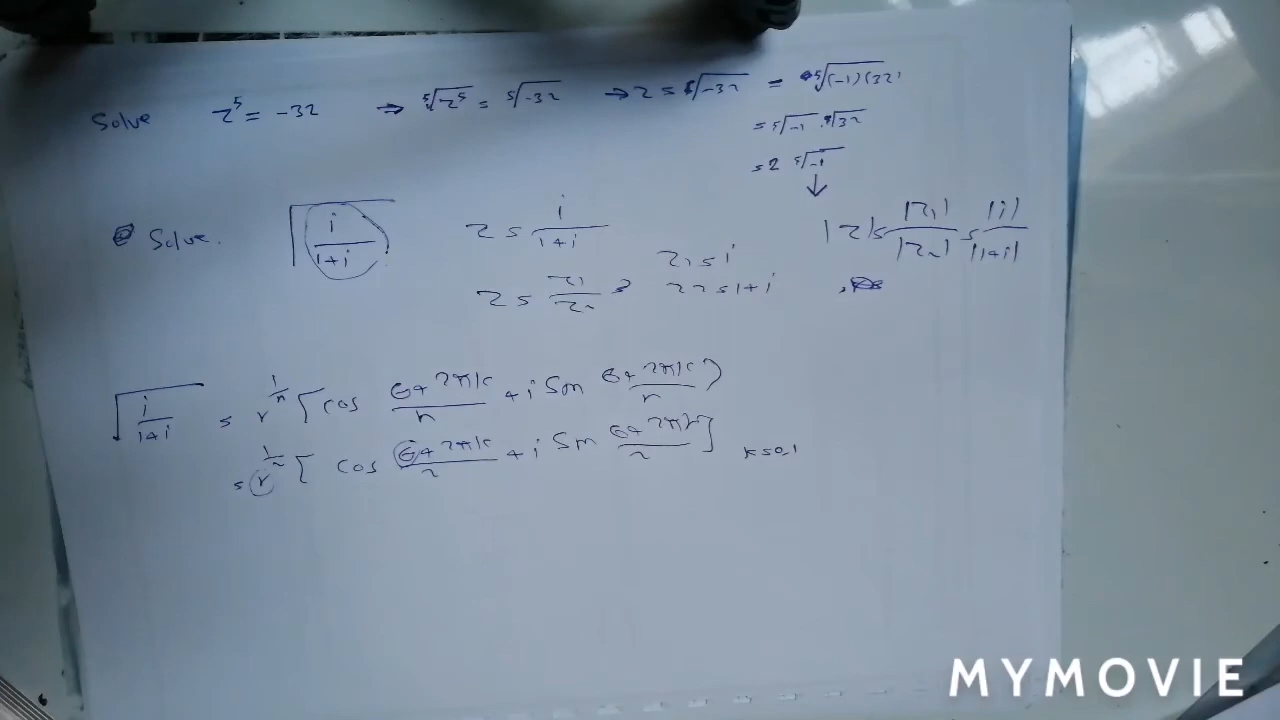 Solve z⁵ = -32 ⇒ ⁵√z⁵ = ⁵√-32 → z = ⁵√-32 = ⁵√(-1)(32)
= ⁵√-1 · ⁵√32
= 2 ⁵√-1
↓
Solve. √(i/(1+i)) z = i/(1+i) |z| = |z₁|/|z₂| = |i|/|1+i|
z = z₁/z₂ , z₁ = i
z₂ = 1+i
√(i/(1+i)) = r^(1/n) [cos (θ+2πk)/n + i Sin (θ+2πk)/n)
= r^(1/2) [ cos (θ+2πk)/2 + i Sin (θ+2πk)/2 ] k=0,1
MYMOVIE